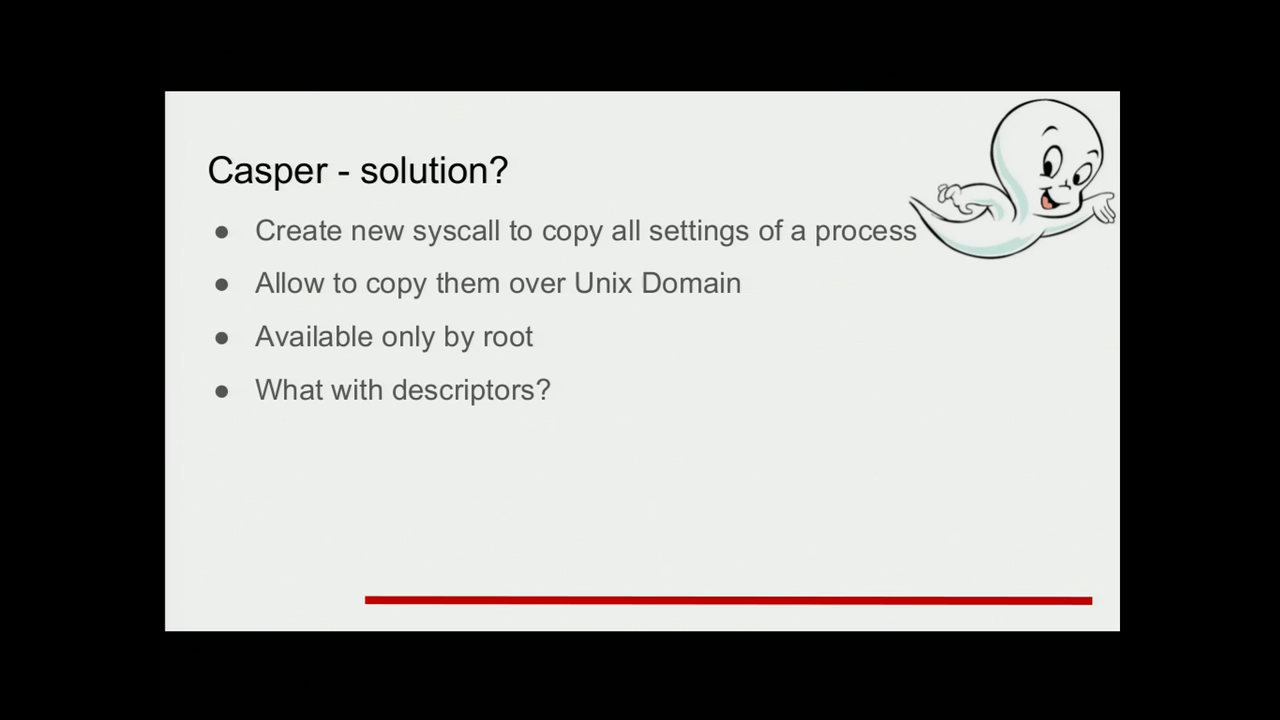 Casper - solution?
● Create new syscall to copy all settings of a process
● Allow to copy them over Unix Domain
● Available only by root
● What with descriptors?